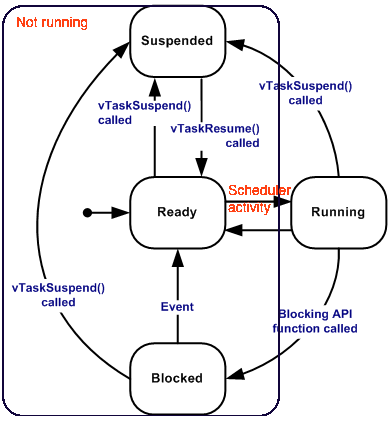 Not running
Suspended
vTaskSuspend()
called
vTaskSuspend()
called
vTaskResume()
called
Scheduler
activity
Ready
Running
vTaskSuspend()
called
Event
Blocking API
function called
Blocked